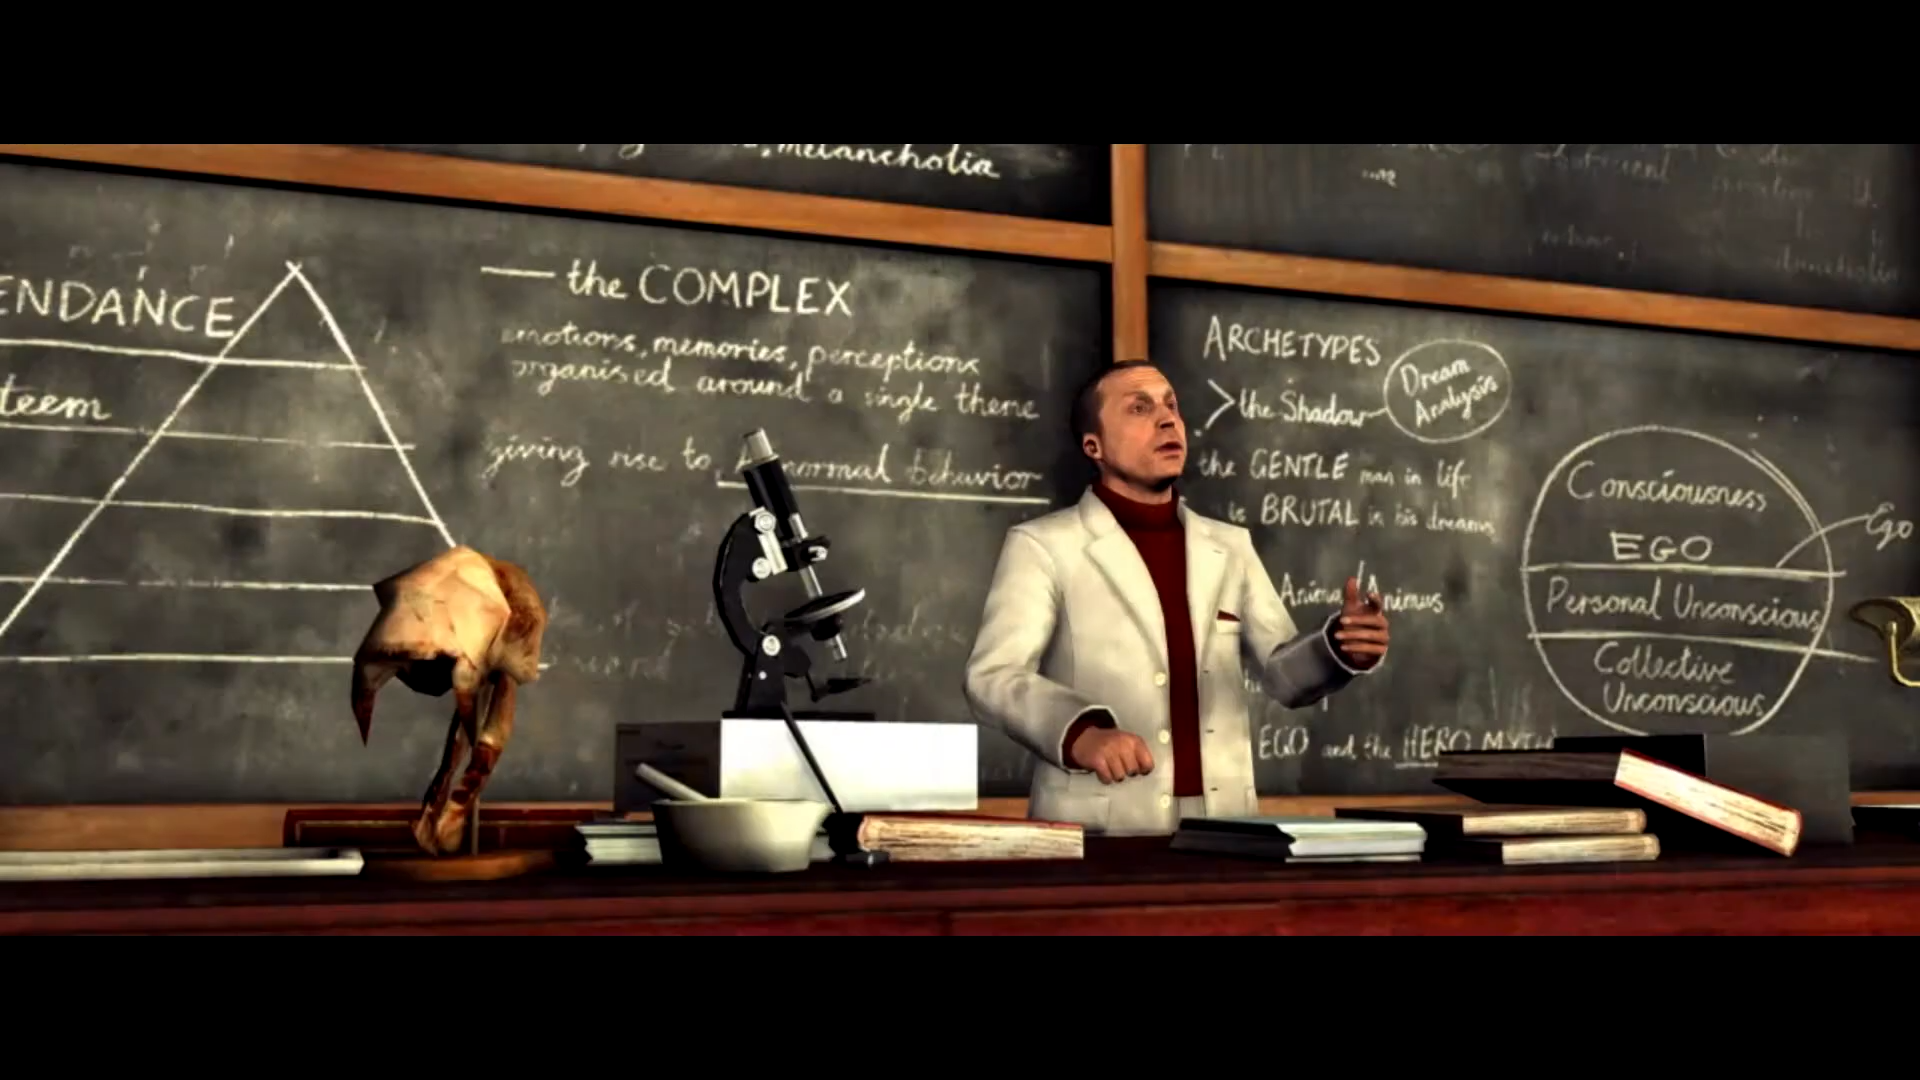 melancholia
ENDANCE
teem
the COMPLEX
emotions, memories, perceptions
organised around a single theme
giving rise to abnormal behavior
ARCHETYPES
the Shadow
Dream
Analysis
the GENTLE man in life
is BRUTAL in his dreams
Anima/Animus
EGO and the HERO MYTH
Consciousness
EGO
Ego
Personal Unconscious
Collective
Unconscious